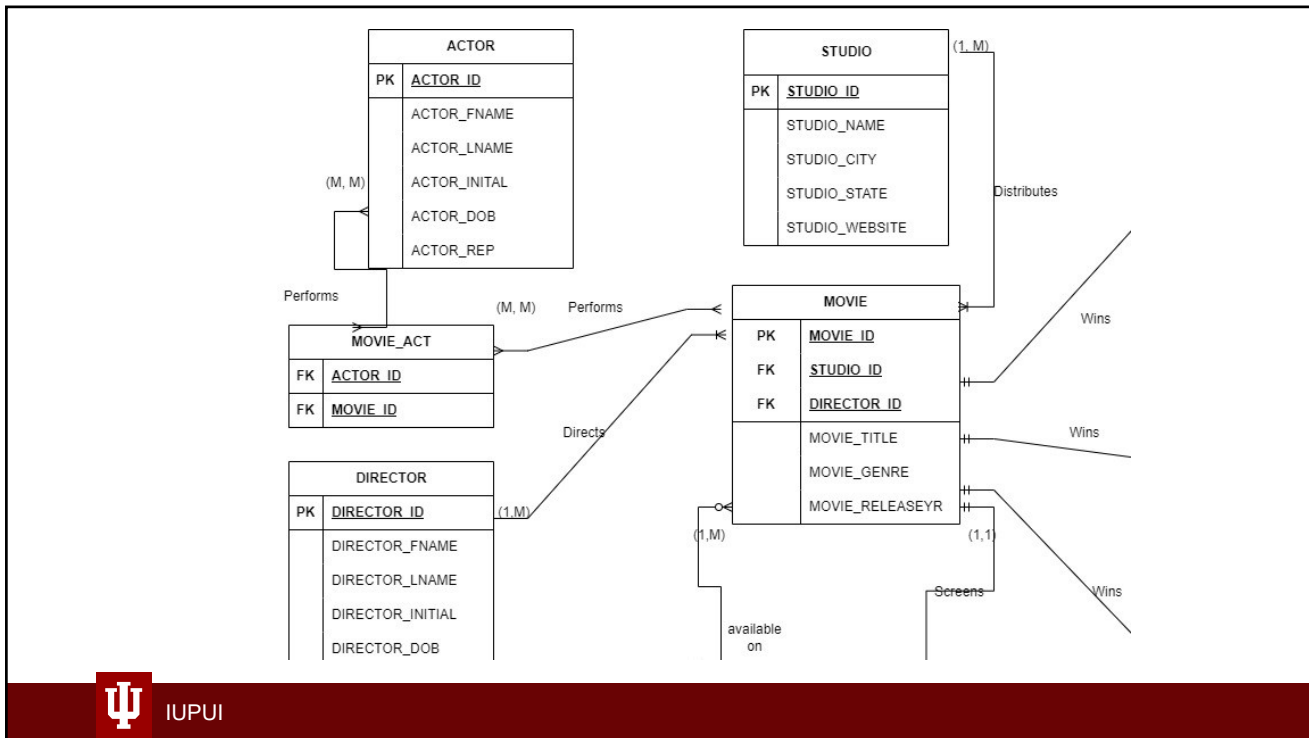 ACTOR
PK ACTOR_ID
ACTOR_FNAME
ACTOR_LNAME
ACTOR_INITAL
ACTOR_DOB
ACTOR_REP
(M, M)
Performs
STUDIO
PK STUDIO_ID
STUDIO_NAME
STUDIO_CITY
STUDIO_STATE
STUDIO_WEBSITE
(1, M)
Distributes
MOVIE_ACT
FK ACTOR_ID
FK MOVIE_ID
(M, M) Performs
MOVIE
PK MOVIE_ID
FK STUDIO_ID
FK DIRECTOR_ID
MOVIE_TITLE
MOVIE_GENRE
MOVIE_RELEASEYR
Wins
Wins
Wins
Directs
DIRECTOR
PK DIRECTOR_ID
DIRECTOR_FNAME
DIRECTOR_LNAME
DIRECTOR_INITIAL
DIRECTOR_DOB
(1,M)
(1,M)
(1,1)
Screens
available
on
IUPUI